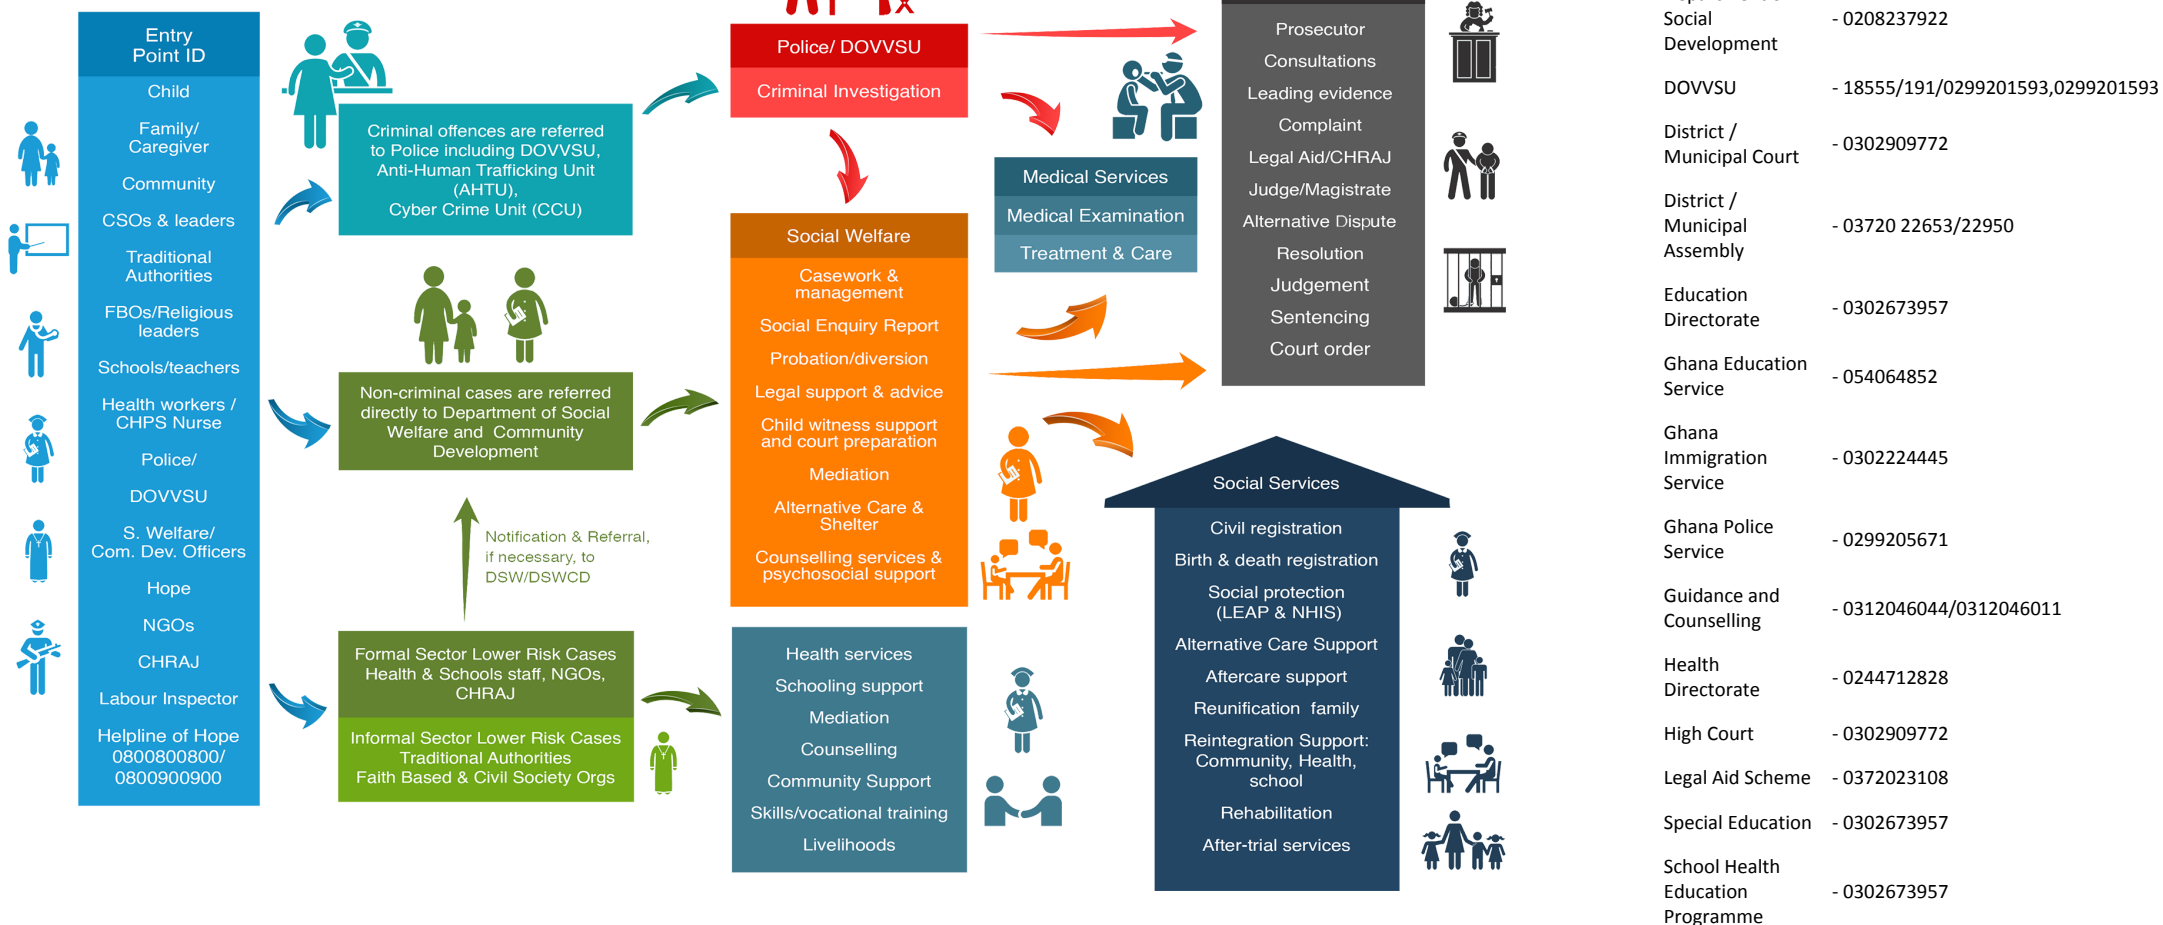 Entry
Point ID
Child
Family/
Caregiver
Community
CSOs & leaders
Traditional
Authorities
FBOs/Religious
leaders
Schools/teachers
Health workers /
CHPS Nurse
Police/
DOVVSU
S. Welfare/
Com. Dev. Officers
Hope
NGOs
CHRAJ
Labour Inspector
Helpline of Hope
0800800800/
0800900900
Criminal offences are referred
to Police including DOVVSU,
Anti-Human Trafficking Unit
(AHTU),
Cyber Crime Unit (CCU)
Non-criminal cases are referred
directly to Department of Social
Welfare and Community
Development
Notification & Referral,
if necessary, to
DSW/DSWCD
Formal Sector Lower Risk Cases
Health & Schools staff, NGOs,
CHRAJ
Informal Sector Lower Risk Cases
Traditional Authorities
Faith Based & Civil Society Orgs
Police/ DOVVSU
Criminal Investigation
Social Welfare
Casework &
management
Social Enquiry Report
Probation/diversion
Legal support & advice
Child witness support
and court preparation
Mediation
Alternative Care &
Shelter
Counselling services &
psychosocial support
Health services
Schooling support
Mediation
Counselling
Community Support
Skills/vocational training
Livelihoods
Medical Services
Medical Examination
Treatment & Care
Prosecutor
Consultations
Leading evidence
Complaint
Legal Aid/CHRAJ
Judge/Magistrate
Alternative Dispute
Resolution
Judgement
Sentencing
Court order
Social Services
Civil registration
Birth & death registration
Social protection
(LEAP & NHIS)
Alternative Care Support
Aftercare support
Reunification family
Reintegration Support:
Community, Health,
school
Rehabilitation
After-trial services
Social
Development - 0208237922
DOVVSU - 18555/191/0299201593,0299201593
District /
Municipal Court - 0302909772
District /
Municipal - 03720 22653/22950
Assembly
Education
Directorate - 0302673957
Ghana Education
Service - 054064852
Ghana
Immigration - 0302224445
Service
Ghana Police
Service - 0299205671
Guidance and
Counselling - 0312046044/0312046011
Health
Directorate - 0244712828
High Court - 0302909772
Legal Aid Scheme - 0372023108
Special Education - 0302673957
School Health
Education - 0302673957
Programme